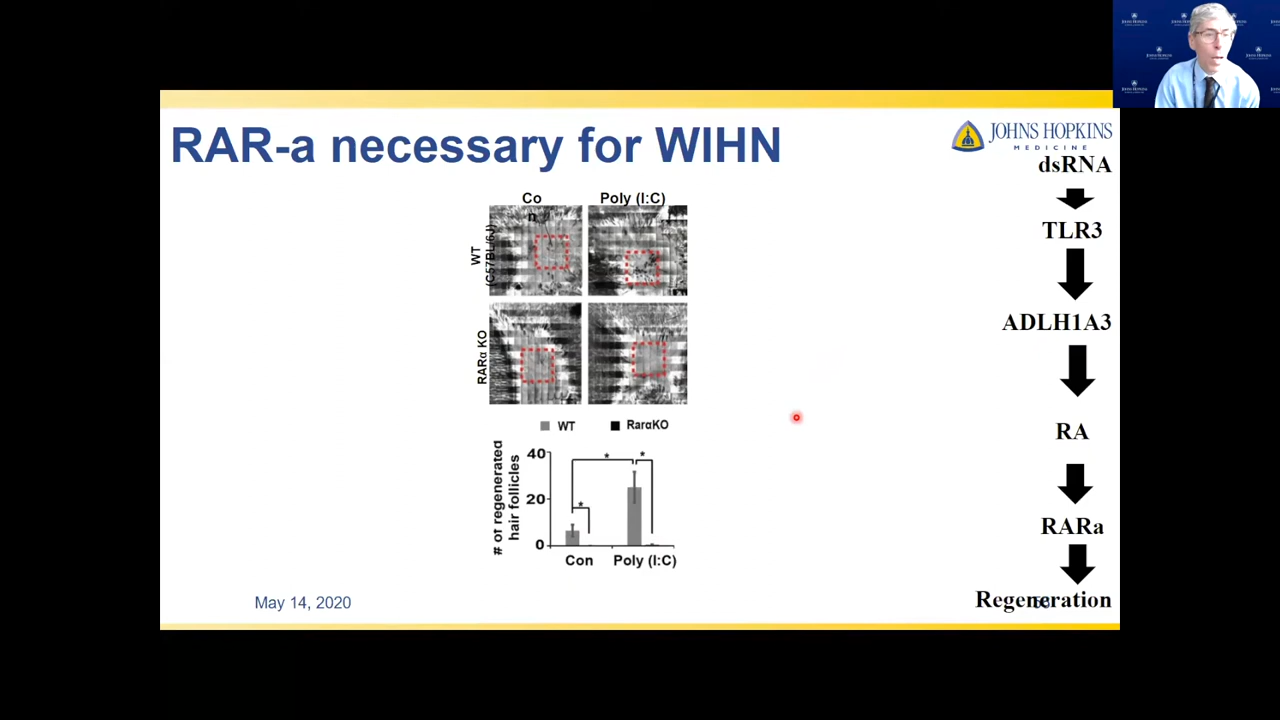 RAR-a necessary for WIHN
JOHNS HOPKINS
MEDICINE
dsRNA
TLR3
ADLH1A3
RA
RARa
Regeneration
Co
n
Poly (I:C)
WT
(C57BL/6J)
RARα KO
WT
RarαKO
# of regenerated
hair follicles
40
20
0
*
*
*
Con
Poly (I:C)
May 14, 2020